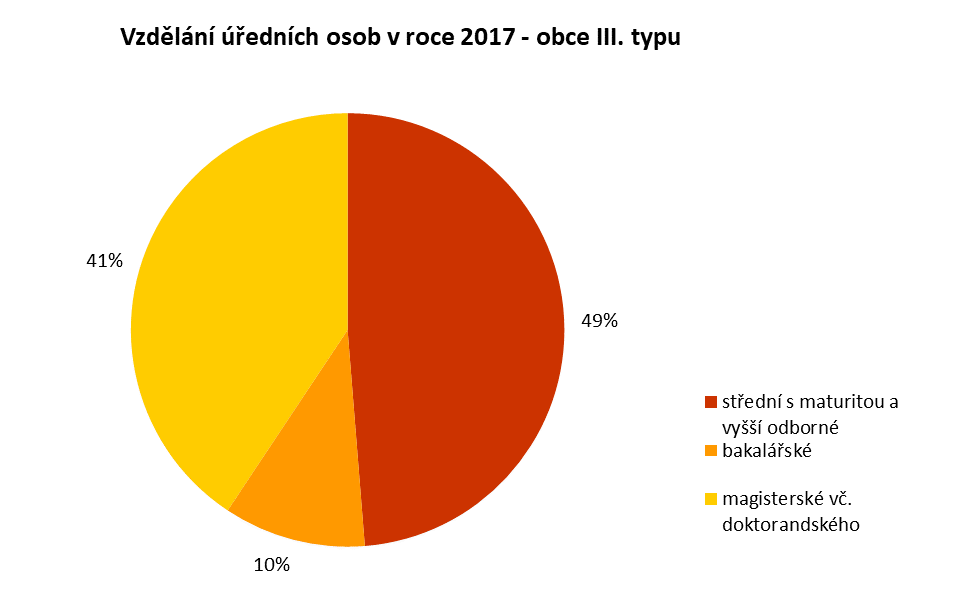 Vzdělání úředních osob v roce 2017 - obce III. typu
41%
49%
10%
střední s maturitou a
vyšší odborné
bakalářské
magisterské vč.
doktorandského